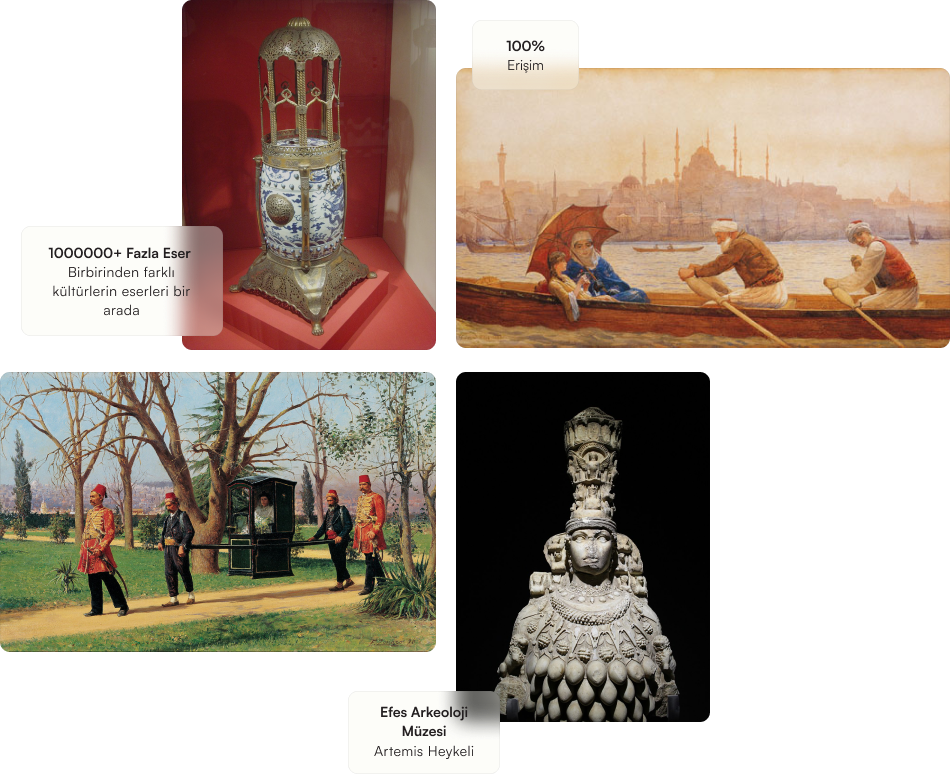 100%
Erişim
1000000+ Fazla Eser
Birbirinden farklı
kültürlerin eserleri bir
arada
Efes Arkeoloji
Müzesi
Artemis Heykeli